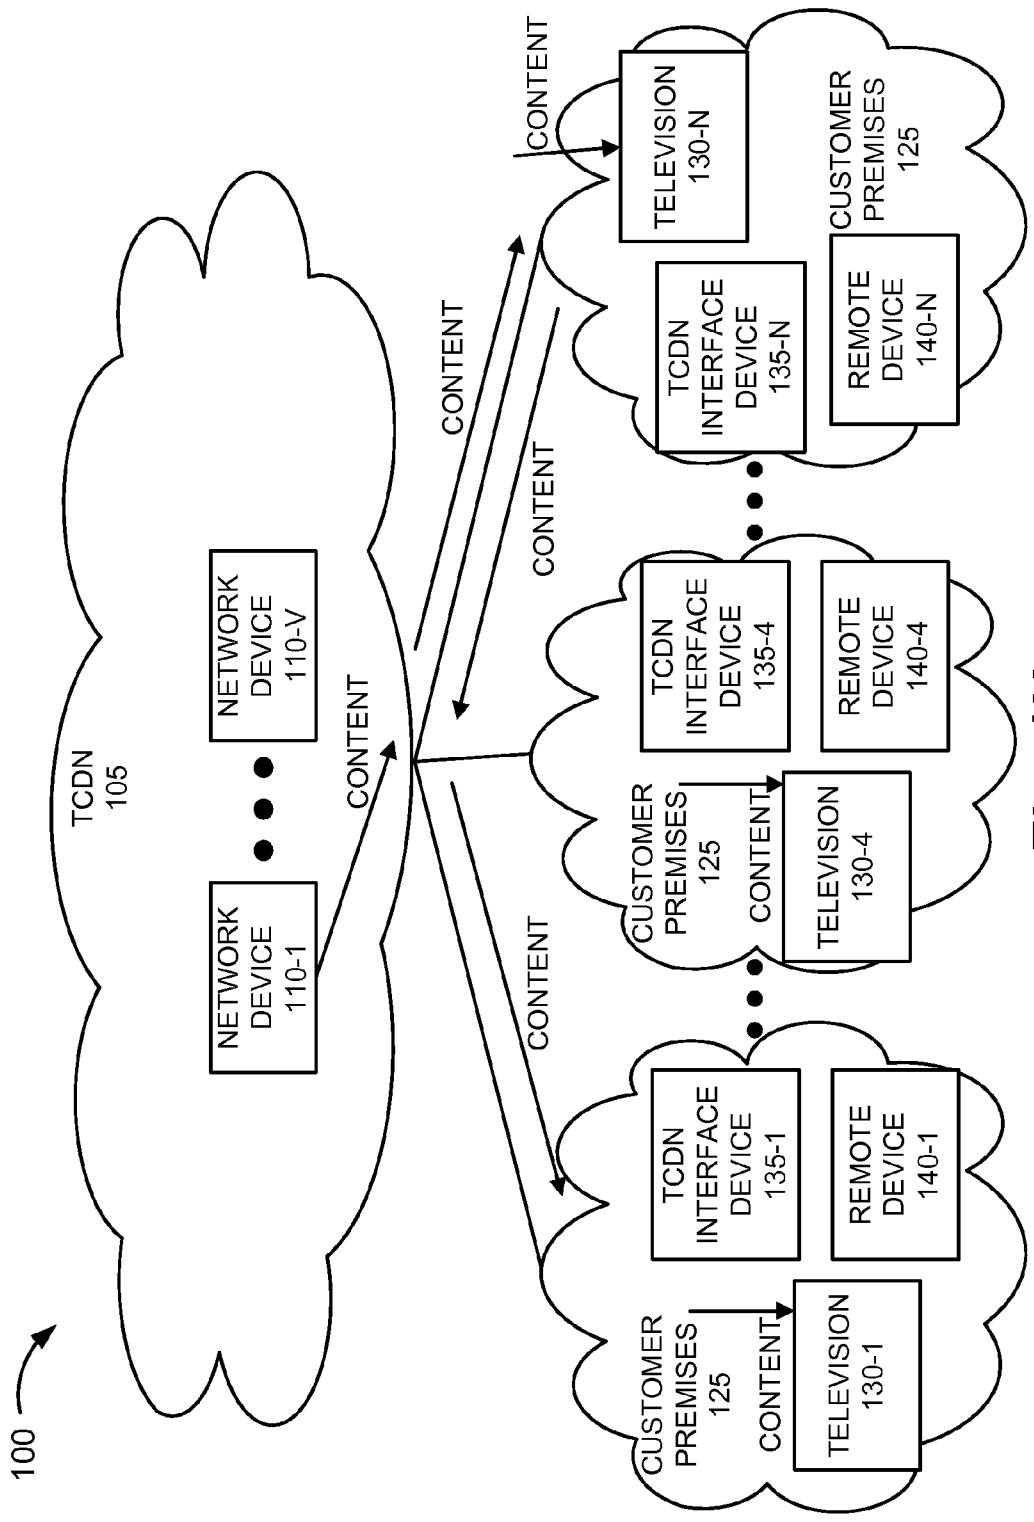 100
TCDN
105
NETWORK
DEVICE
110-1
NETWORK
DEVICE
110-V
CONTENT
CONTENT
CONTENT
CONTENT
CONTENT
CUSTOMER
PREMISES
125
CONTENT
TELEVISION
130-1
TCDN
INTERFACE
DEVICE
135-1
REMOTE
DEVICE
140-1
CUSTOMER
PREMISES
125
CONTENT
TELEVISION
130-4
TCDN
INTERFACE
DEVICE
135-4
REMOTE
DEVICE
140-4
TCDN
INTERFACE
DEVICE
135-N
TELEVISION
130-N
REMOTE
DEVICE
140-N
CUSTOMER
PREMISES
125